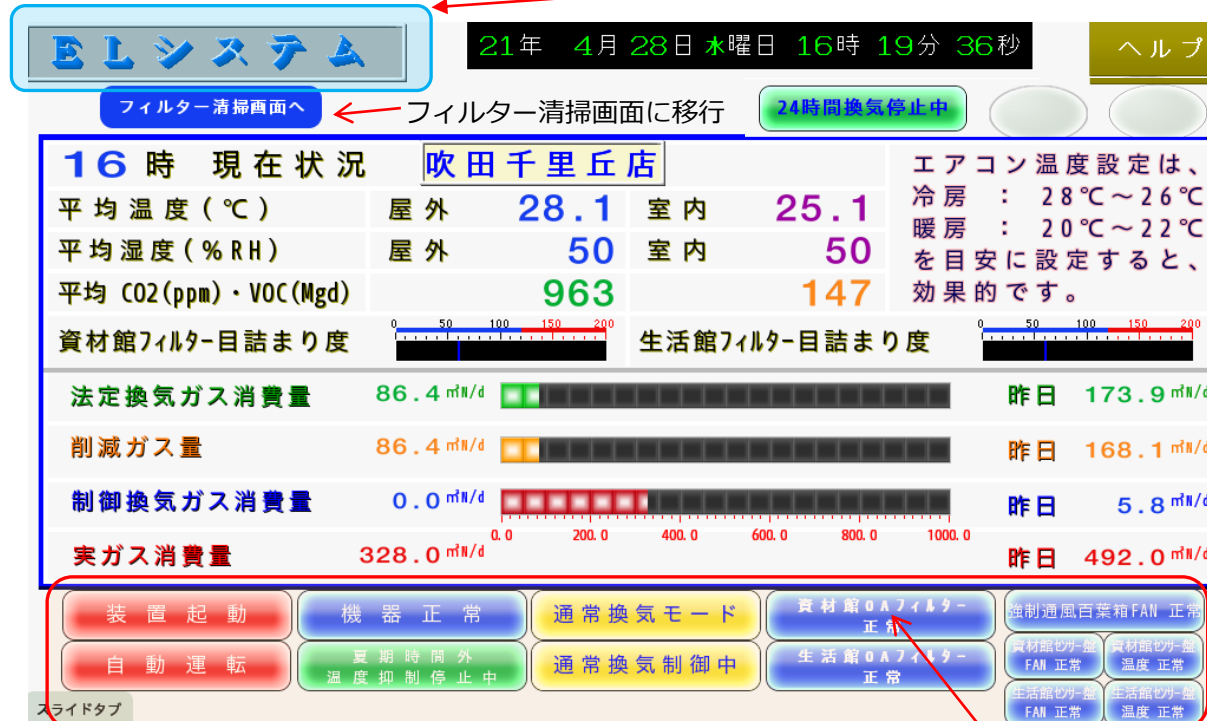 ELシステム
21年 4月28日 水曜日 16時 19分 36秒
ヘルプ
フィルター清掃画面へ
フィルター清掃画面に移行
24時間換気停止中
16時 現在状況 吹田千里丘店
平均温度(℃) 屋外 28.1 室内 25.1
平均湿度(%RH) 屋外 50 室内 50
平均 CO2(ppm)・VOC(Mgd) 963 147
エアコン温度設定は、
冷房 : 28℃~26℃
暖房 : 20℃~22℃
を目安に設定すると、
効果的です。
資材館フィルター目詰まり度 0 50 100 150 200 生活館フィルター目詰まり度 0 50 100 150 200
法定換気ガス消費量 86.4 ㎥N/d 昨日 173.9 ㎥N/d
削減ガス量 86.4 ㎥N/d 昨日 168.1 ㎥N/d
制御換気ガス消費量 0.0 ㎥N/d 昨日 5.8 ㎥N/d
0.0 200.0 400.0 600.0 800.0 1000.0
実ガス消費量 328.0 ㎥N/d 昨日 492.0 ㎥N/d
装置起動
機器正常
通常換気モード
資材館OAフィルター
正常
強制通風百葉箱FAN 正常
自動運転
夏期時間外
温度抑制停止中
通常換気制御中
生活館OAフィルター
正常
資材館センサー盤
FAN 正常
資材館センサー盤
温度 正常
生活館センサー盤
FAN 正常
生活館センサー盤
温度 正常
スライドタブ